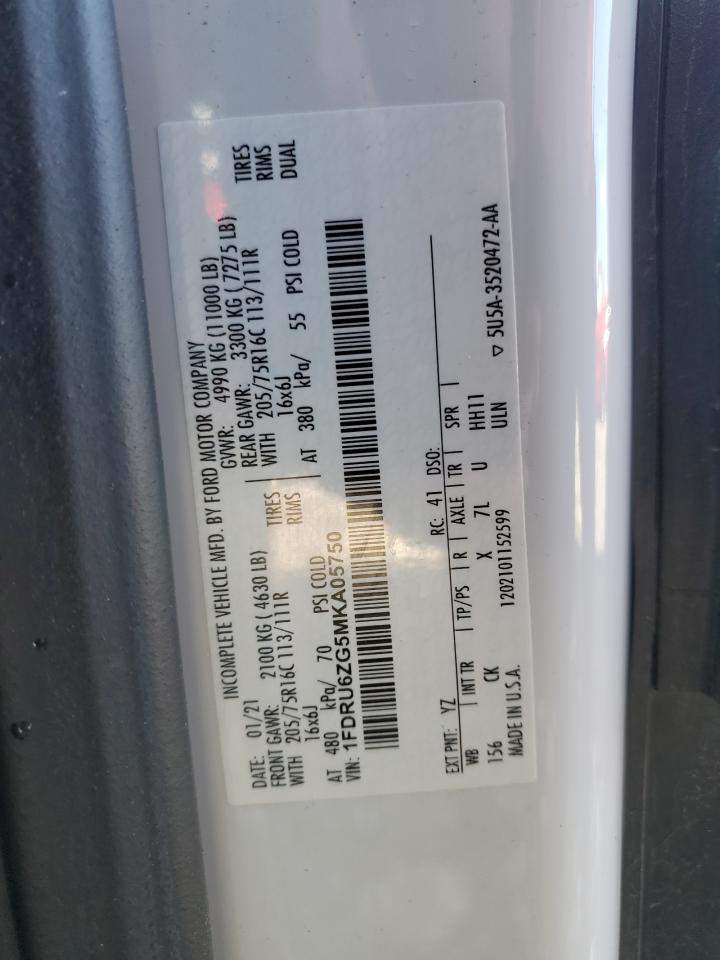 INCOMPLETE VEHICLE MFD. BY FORD MOTOR COMPANY
DATE: 01/21 GVWR: 4990 KG (11000 LB)
FRONT GAWR: 2100 KG ( 4630 LB) REAR GAWR: 3300 KG ( 7275 LB)
WITH 205/75R16C 113/111R TIRES WITH 205/75R16C 113/111R TIRES
16x6J RIMS 16x6J RIMS
AT 480 kPa/ 70 PSI COLD AT 380 kPa/ 55 PSI COLD DUAL
VIN: 1FDRU6ZG5MKA05750
EXT PNT: YZ RC: 41 DSO:
WB INT TR TP/PS R AXLE TR SPR
156 CK X 7L U HH11
MADE IN U.S.A. 1202101152599 ULN
▽ 5U5A-3520472-AA